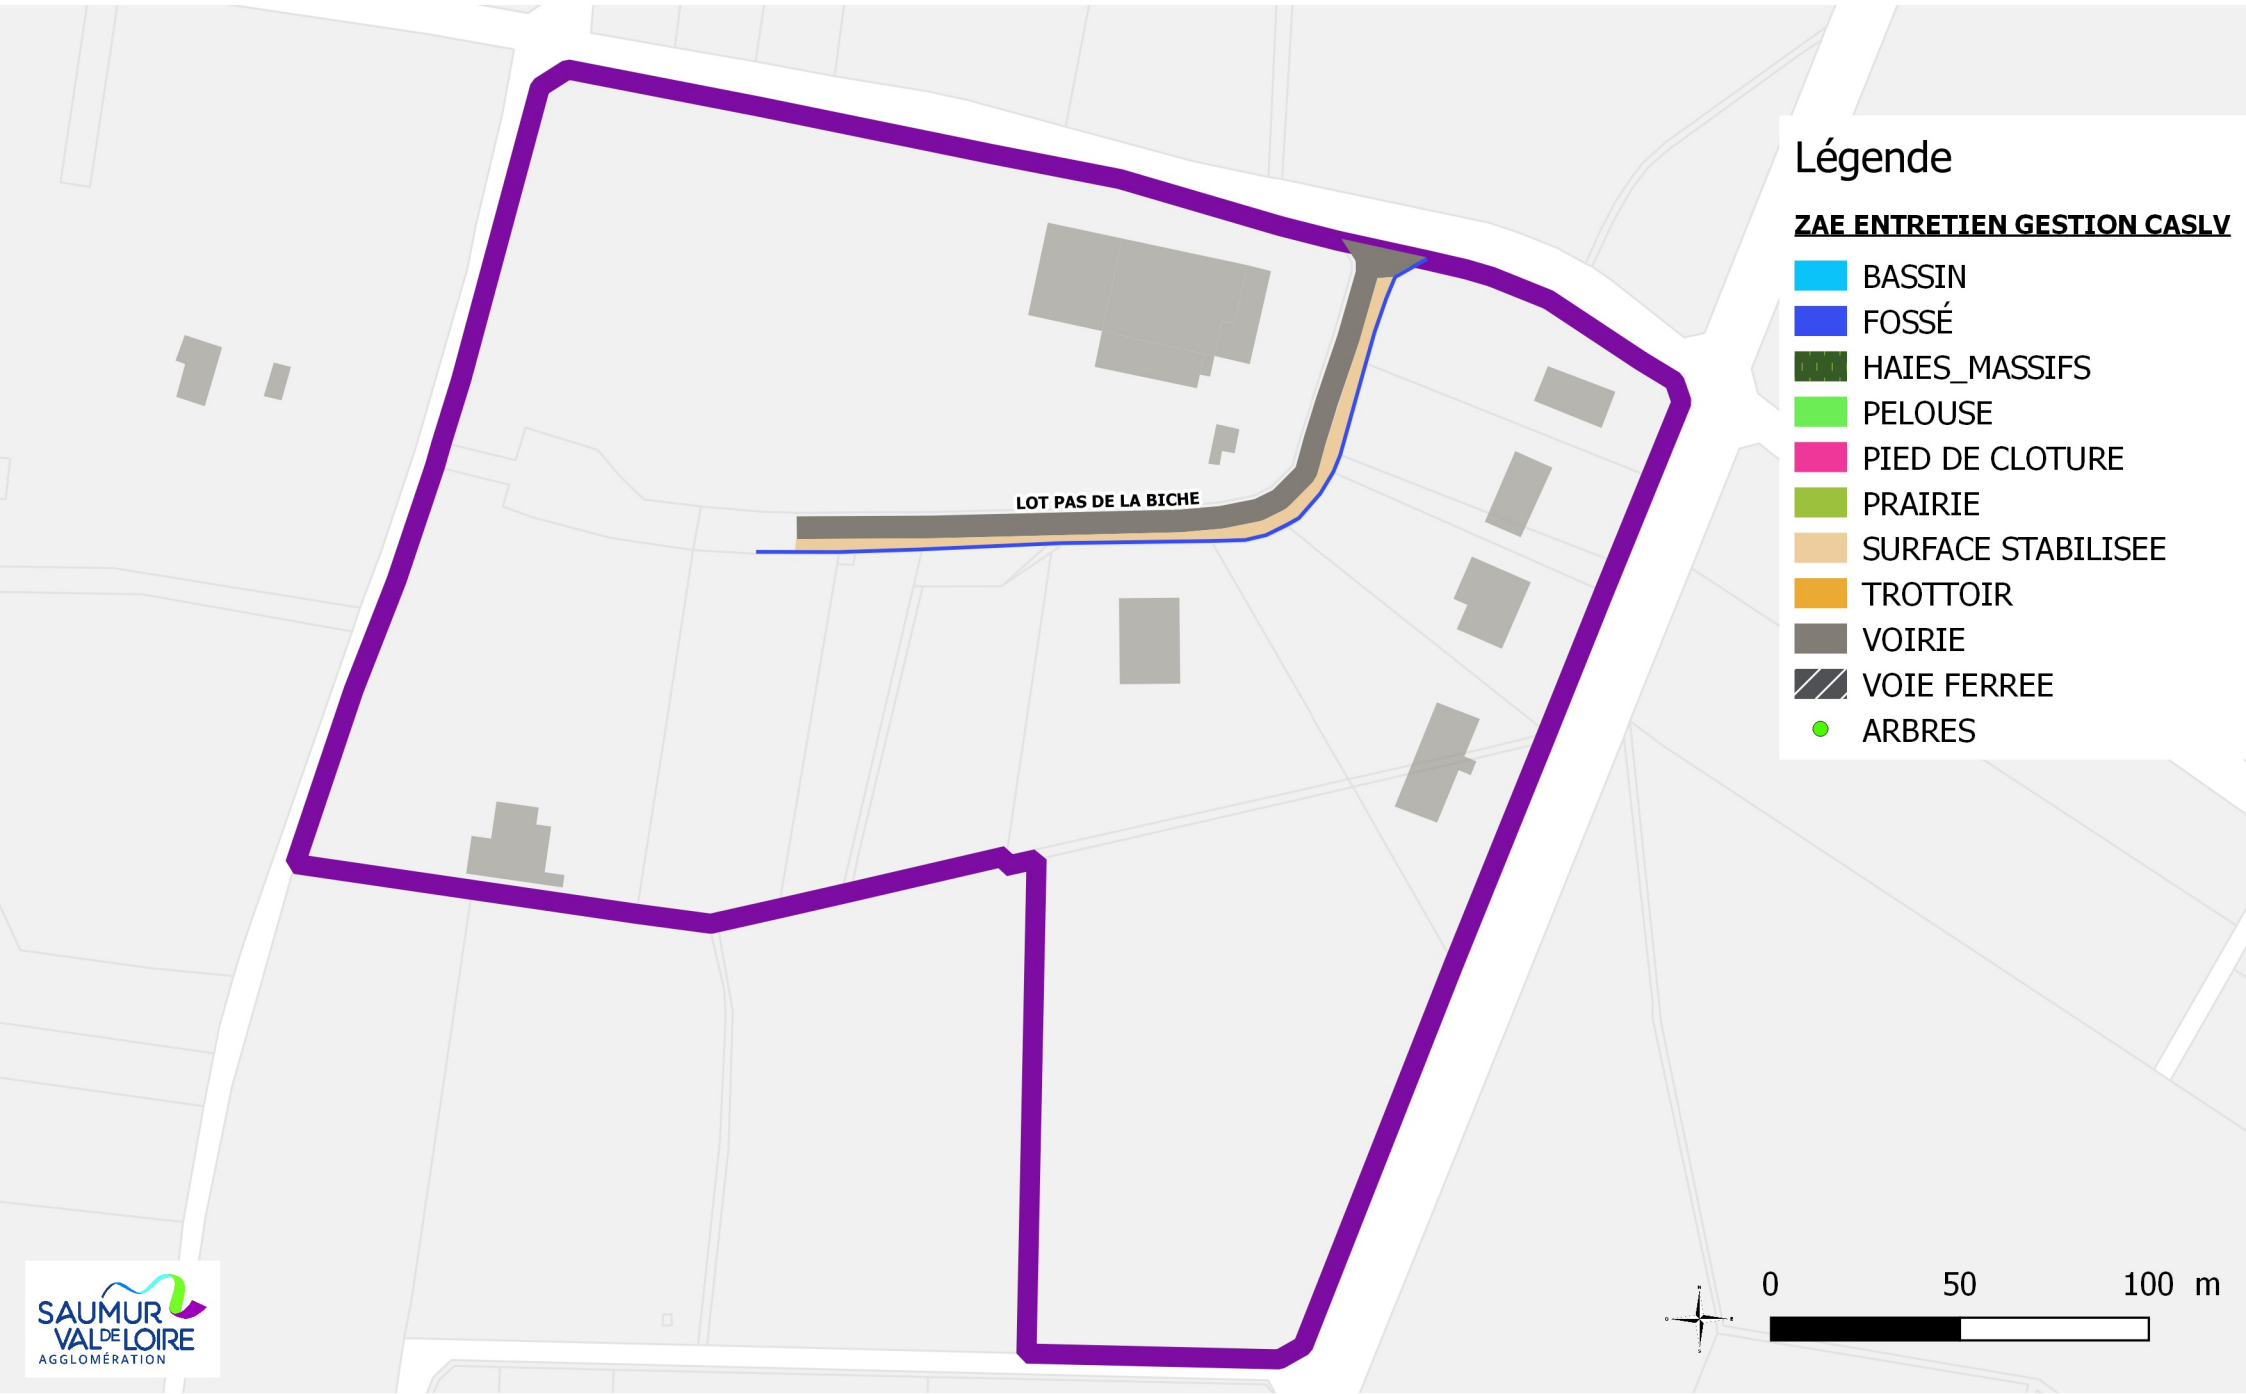 Légende
ZAE ENTRETIEN GESTION CASLV
BASSIN
FOSSÉ
HAIES_MASSIFS
PELOUSE
PIED DE CLOTURE
PRAIRIE
SURFACE STABILISEE
TROTTOIR
VOIRIE
VOIE FERREE
ARBRES
LOT PAS DE LA BICHE
0 50 100 m
SAUMUR
VAL DE LOIRE
AGGLOMÉRATION